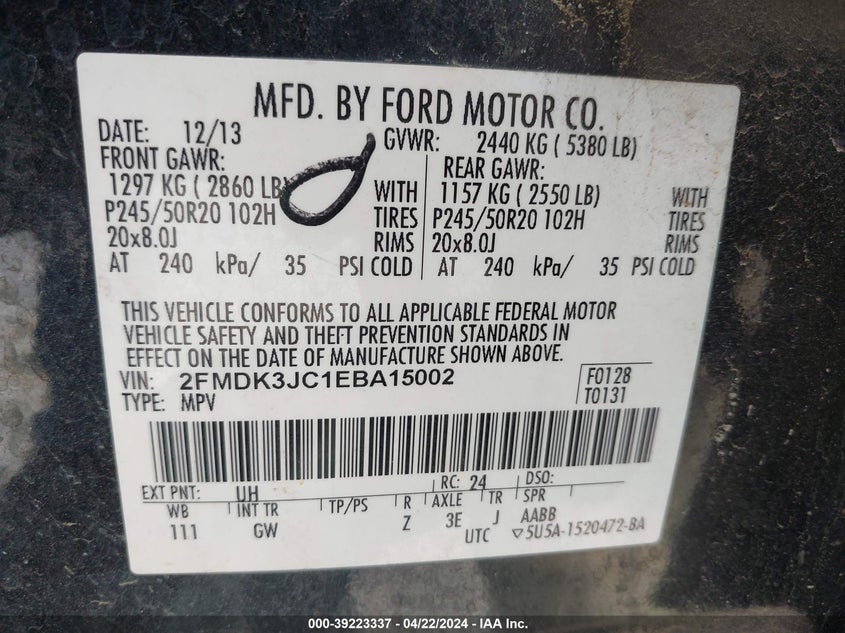 MFD. BY FORD MOTOR CO.
DATE: 12/13 GVWR: 2440 KG ( 5380 LB)
FRONT GAWR: REAR GAWR:
1297 KG ( 2860 LB) WITH 1157 KG ( 2550 LB) WITH
P245/50R20 102H TIRES P245/50R20 102H TIRES
20x8.0J RIMS 20x8.0J RIMS
AT 240 kPa/ 35 PSI COLD AT 240 kPa/ 35 PSI COLD
THIS VEHICLE CONFORMS TO ALL APPLICABLE FEDERAL MOTOR
VEHICLE SAFETY AND THEFT PREVENTION STANDARDS IN
EFFECT ON THE DATE OF MANUFACTURE SHOWN ABOVE.
VIN: 2FMDK3JC1EBA15002 F0128
TYPE: MPV T0131
EXT PNT: UH RC: 24 DSO:
WB INT TR TP/PS R AXLE TR SPR
111 GW Z 3E J AABB
UTC ▽5U5A-1520472-BA
000-39223337 - 04/22/2024 - IAA Inc.